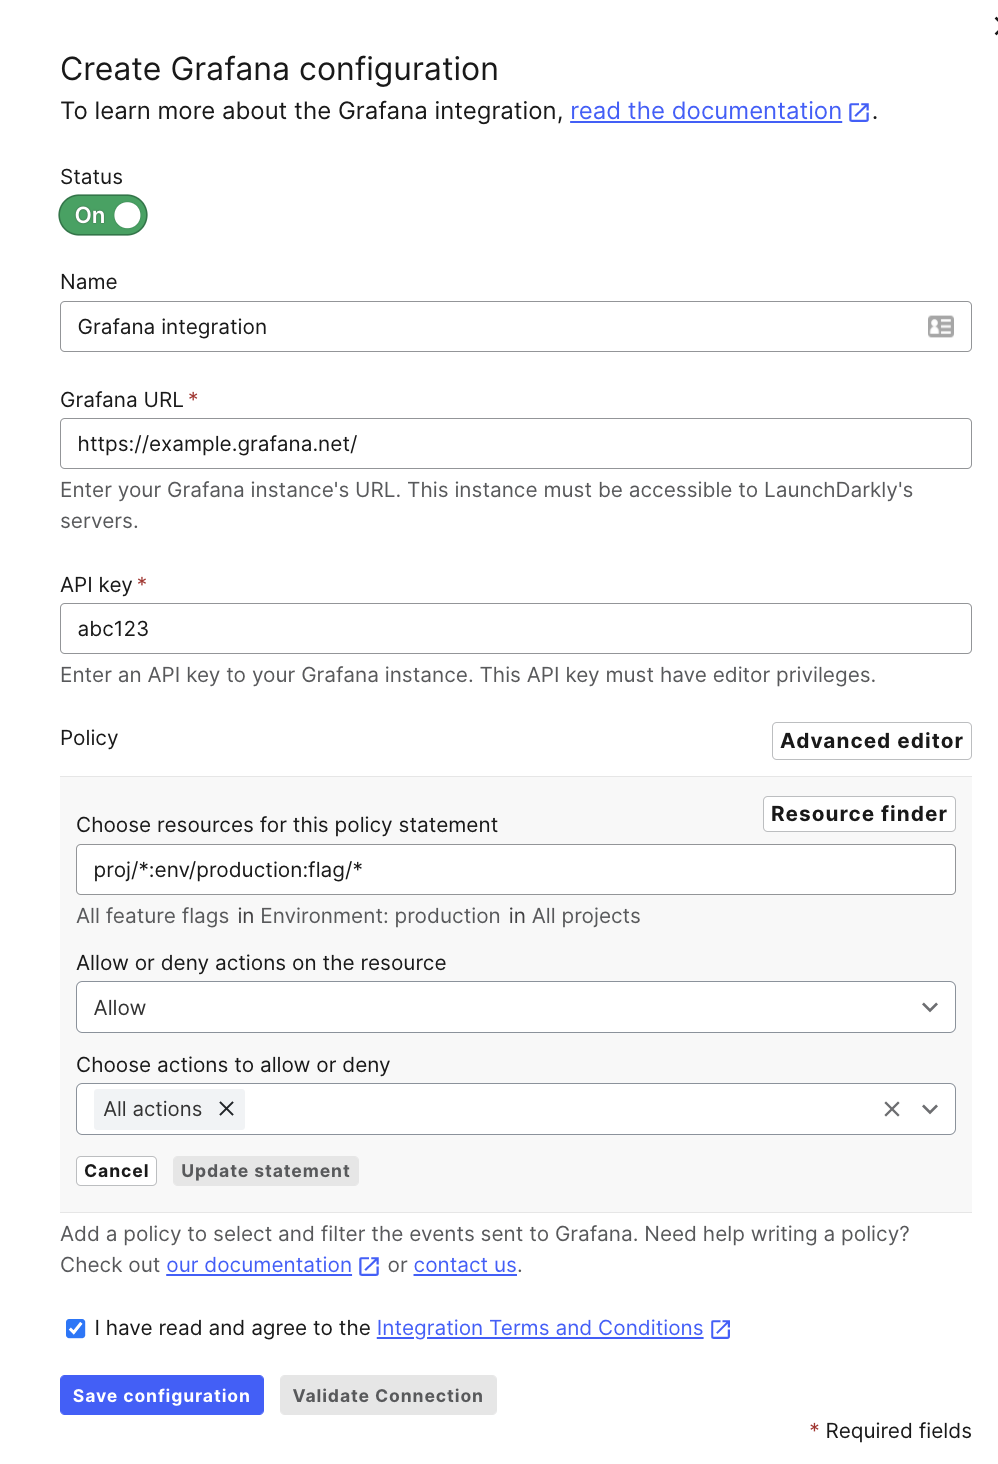 Create Grafana configuration
To learn more about the Grafana integration, read the documentation.
Status
On
Name
Grafana integration
Grafana URL *
https://example.grafana.net/
Enter your Grafana instance's URL. This instance must be accessible to LaunchDarkly's
servers.
API key *
abc123
Enter an API key to your Grafana instance. This API key must have editor privileges.
Policy
Advanced editor
Choose resources for this policy statement
Resource finder
proj/*:env/production:flag/*
All feature flags in Environment: production in All projects
Allow or deny actions on the resource
Allow
Choose actions to allow or deny
All actions
Cancel
Update statement
Add a policy to select and filter the events sent to Grafana. Need help writing a policy?
Check out our documentation or contact us.
I have read and agree to the Integration Terms and Conditions
Save configuration
Validate Connection
* Required fields